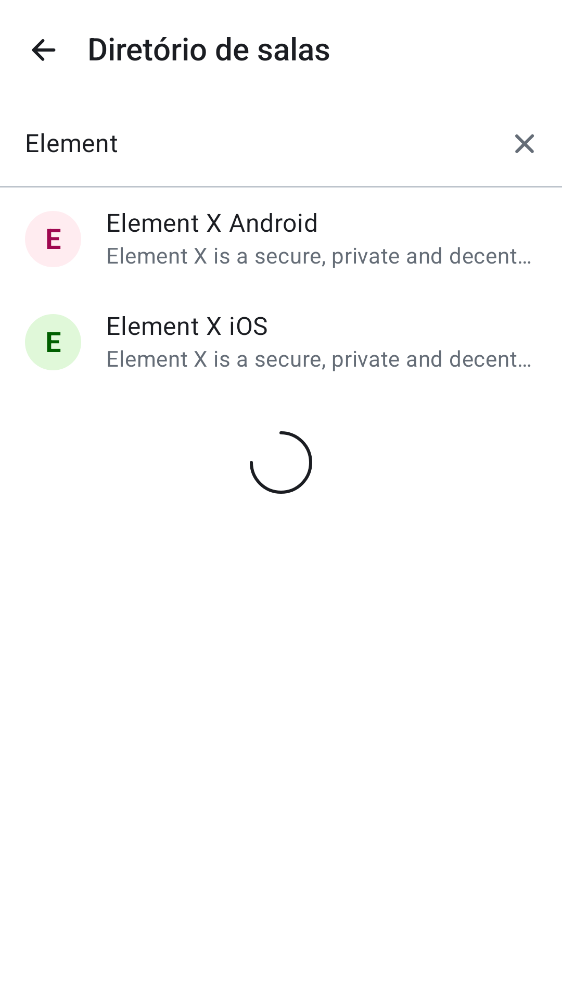 Diretório de salas
Element
E
Element X Android
Element X is a secure, private and decent…
E
Element X iOS
Element X is a secure, private and decent…